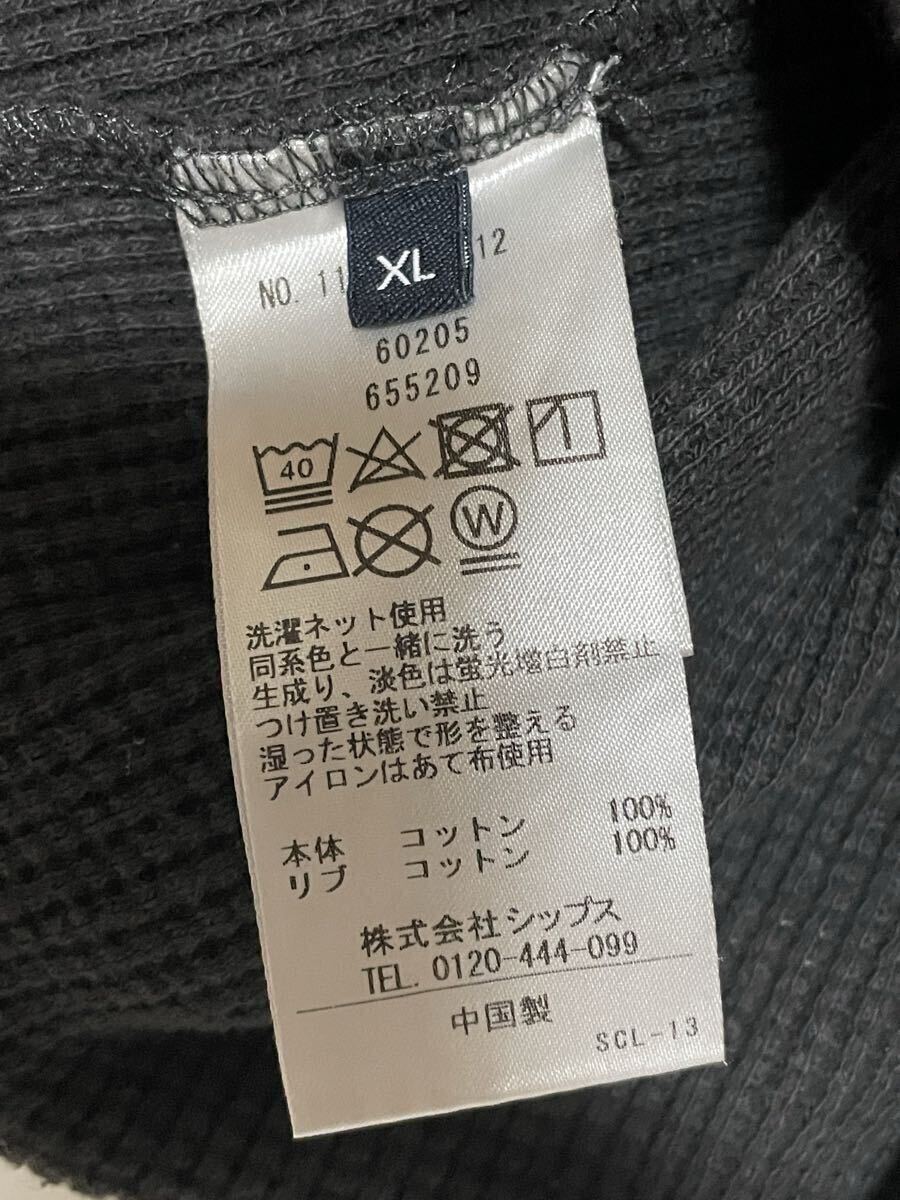 NO. 11 12
XL
60205
655209
40
W
洗濯ネット使用
同系色と一緒に洗う
生成り、淡色は蛍光増白剤禁止
つけ置き洗い禁止
湿った状態で形を整える
アイロンはあて布使用
本体 コットン 100%
リブ コットン 100%
株式会社シップス
TEL. 0120-444-099
中国製
SCL-13